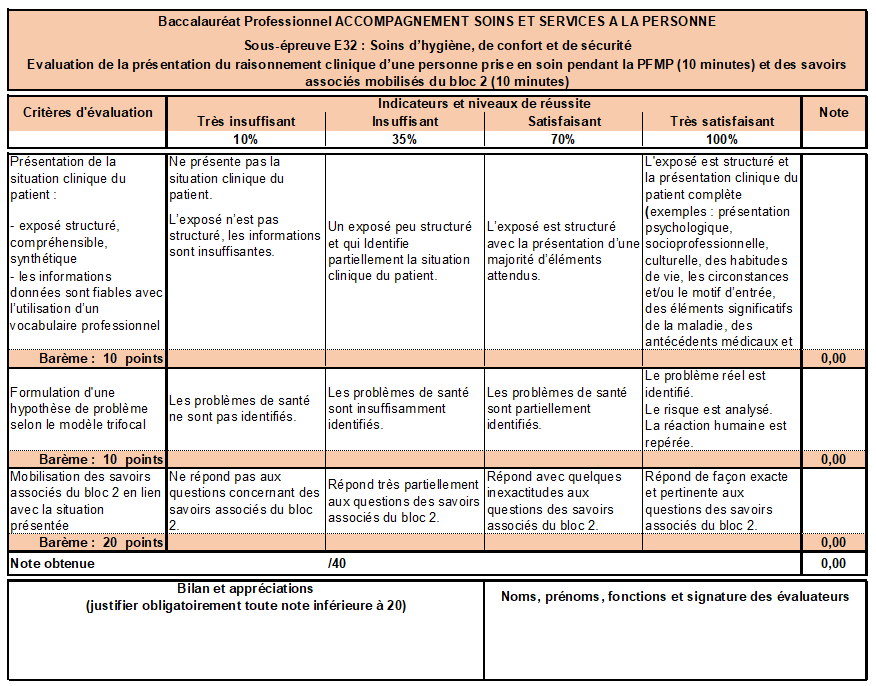 Baccalauréat Professionnel ACCOMPAGNEMENT SOINS ET SERVICES A LA PERSONNE
Sous-épreuve E32 : Soins d’hygiène, de confort et de sécurité
Evaluation de la présentation du raisonnement clinique d’une personne prise en soin pendant la PFMP (10 minutes) et des savoirs
associés mobilisés du bloc 2 (10 minutes)
Critères d'évaluation
Indicateurs et niveaux de réussite
Note
Très insuffisant
Insuffisant
Satisfaisant
Très satisfaisant
10%
35%
70%
100%
Présentation de la
situation clinique du
patient :
- exposé structuré,
compréhensible,
synthétique
- les informations
données sont fiables avec
l’utilisation d’un
vocabulaire professionnel
Ne présente pas la
situation clinique du
patient.
L’exposé n’est pas
structuré, les informations
sont insuffisantes.
Un exposé peu structuré
et qui Identifie
partiellement la situation
clinique du patient.
L’exposé est structuré
avec la présentation d’une
majorité d’éléments
attendus.
L'exposé est structuré et
la présentation clinique du
patient complète
(exemples : présentation
psychologique,
socioprofessionnelle,
culturelle, des habitudes
de vie, les circonstances
et/ou le motif d’entrée,
des éléments significatifs
de la maladie, des
antécédents médicaux et
Barème : 10 points
0,00
Formulation d'une
hypothèse de problème
selon le modèle trifocal
Les problèmes de santé
ne sont pas identifiés.
Les problèmes de santé
sont insuffisamment
identifiés.
Les problèmes de santé
sont partiellement
identifiés.
Le problème réel est
identifié.
Le risque est analysé.
La réaction humaine est
repérée.
Barème : 10 points
0,00
Mobilisation des savoirs
associés du bloc 2 en lien
avec la situation
présentée
Ne répond pas aux
questions concernant des
savoirs associés du bloc
2.
Répond très partiellement
aux questions des savoirs
associés du bloc 2.
Répond avec quelques
inexactitudes aux
questions des savoirs
associés du bloc 2.
Répond de façon exacte
et pertinente aux
questions des savoirs
associés du bloc 2.
Barème : 20 points
0,00
Note obtenue
/40
0,00
Bilan et appréciations
(justifier obligatoirement toute note inférieure à 20)
Noms, prénoms, fonctions et signature des évaluateurs